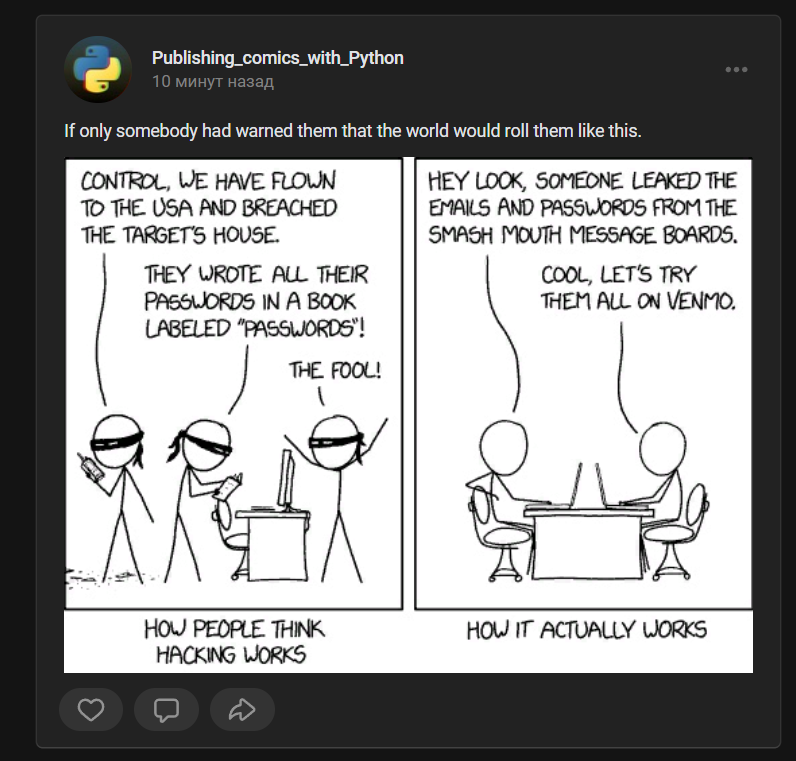 Publishing_comics_with_Python
10 минут назад
If only somebody had warned them that the world would roll them like this.
CONTROL, WE HAVE FLOWN
TO THE USA AND BREACHED
THE TARGET'S HOUSE.
THEY WROTE ALL THEIR
PASSWORDS IN A BOOK
LABELED "PASSWORDS"!
THE FOOL!
HOW PEOPLE THINK
HACKING WORKS
HEY LOOK, SOMEONE LEAKED THE
EMAILS AND PASSWORDS FROM THE
SMASH MOUTH MESSAGE BOARDS.
COOL, LET'S TRY
THEM ALL ON VENMO.
HOW IT ACTUALLY WORKS